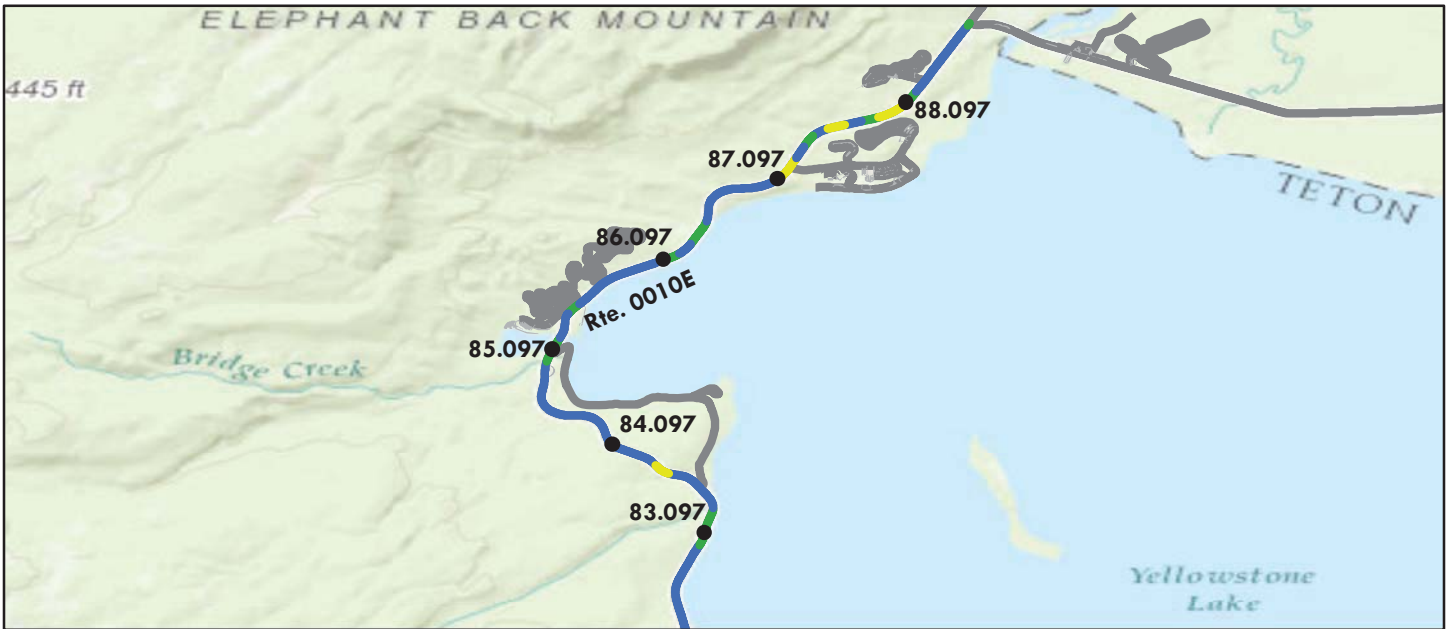 ELEPHANT BACK MOUNTAIN
445 ft
88.097
87.097
TETON
86.097
Rte. 0010E
85.097
Bridge Creek
84.097
83.097
Yellowstone
Lake